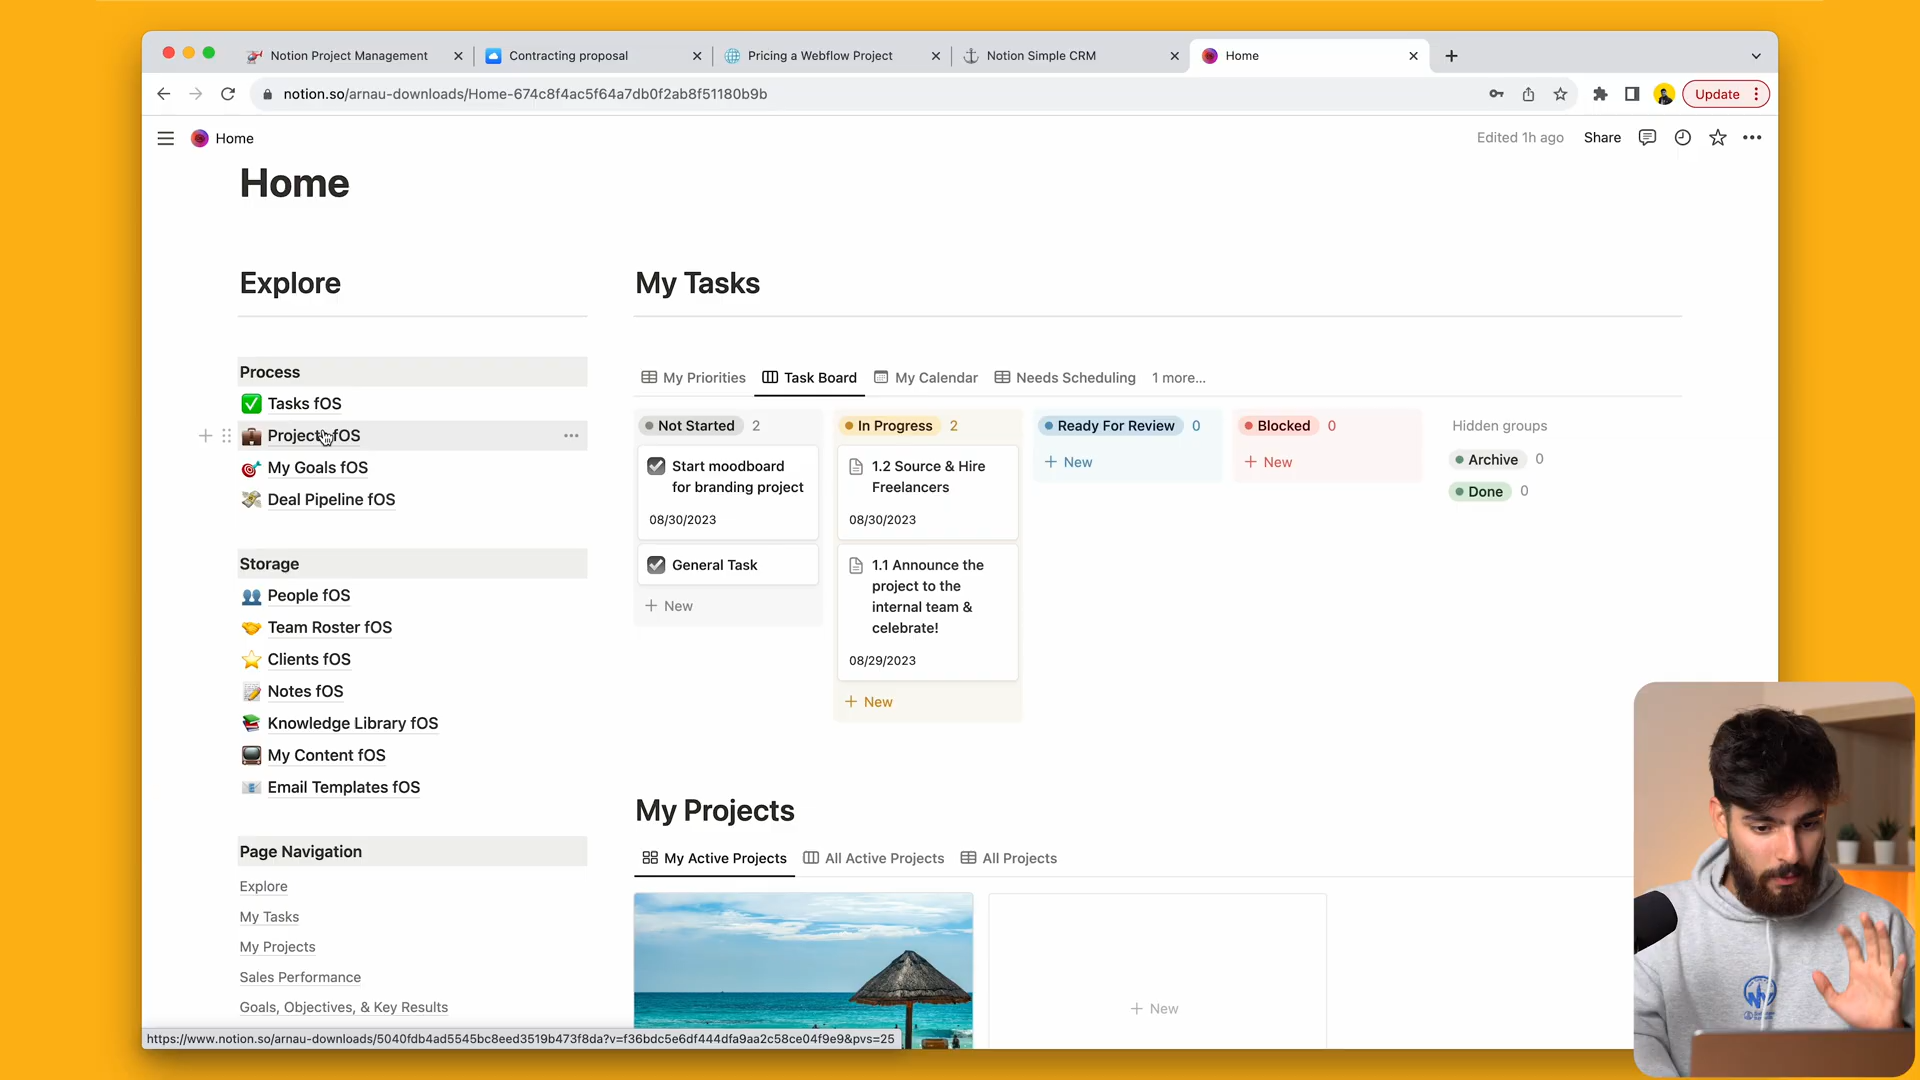 Notion Project Management
Contracting proposal
Pricing a Webflow Project
Notion Simple CRM
Home
notion.so/arnau-downloads/Home-674c8f4ac5f64a7db0f2ab8f51180b9b
Update
Home
Edited 1h ago
Share
Home
Explore
Process
Tasks fOS
Projects fOS
My Goals fOS
Deal Pipeline fOS
Storage
People fOS
Team Roster fOS
Clients fOS
Notes fOS
Knowledge Library fOS
My Content fOS
Email Templates fOS
Page Navigation
Explore
My Tasks
My Projects
Sales Performance
Goals, Objectives, & Key Results
My Tasks
My Priorities
Task Board
My Calendar
Needs Scheduling
1 more...
Not Started 2
Start moodboard
for branding project
08/30/2023
General Task
+ New
In Progress 2
1.2 Source & Hire
Freelancers
08/30/2023
1.1 Announce the
project to the
internal team &
celebrate!
08/29/2023
+ New
Ready For Review 0
+ New
Blocked 0
+ New
Hidden groups
Archive 0
Done 0
My Projects
My Active Projects
All Active Projects
All Projects
+ New
https://www.notion.so/arnau-downloads/5040fdb4ad5545bc8eed3519b473f8da?v=f36bdc5e6df444dfa9aa2c58ce04f9e9&pvs=25